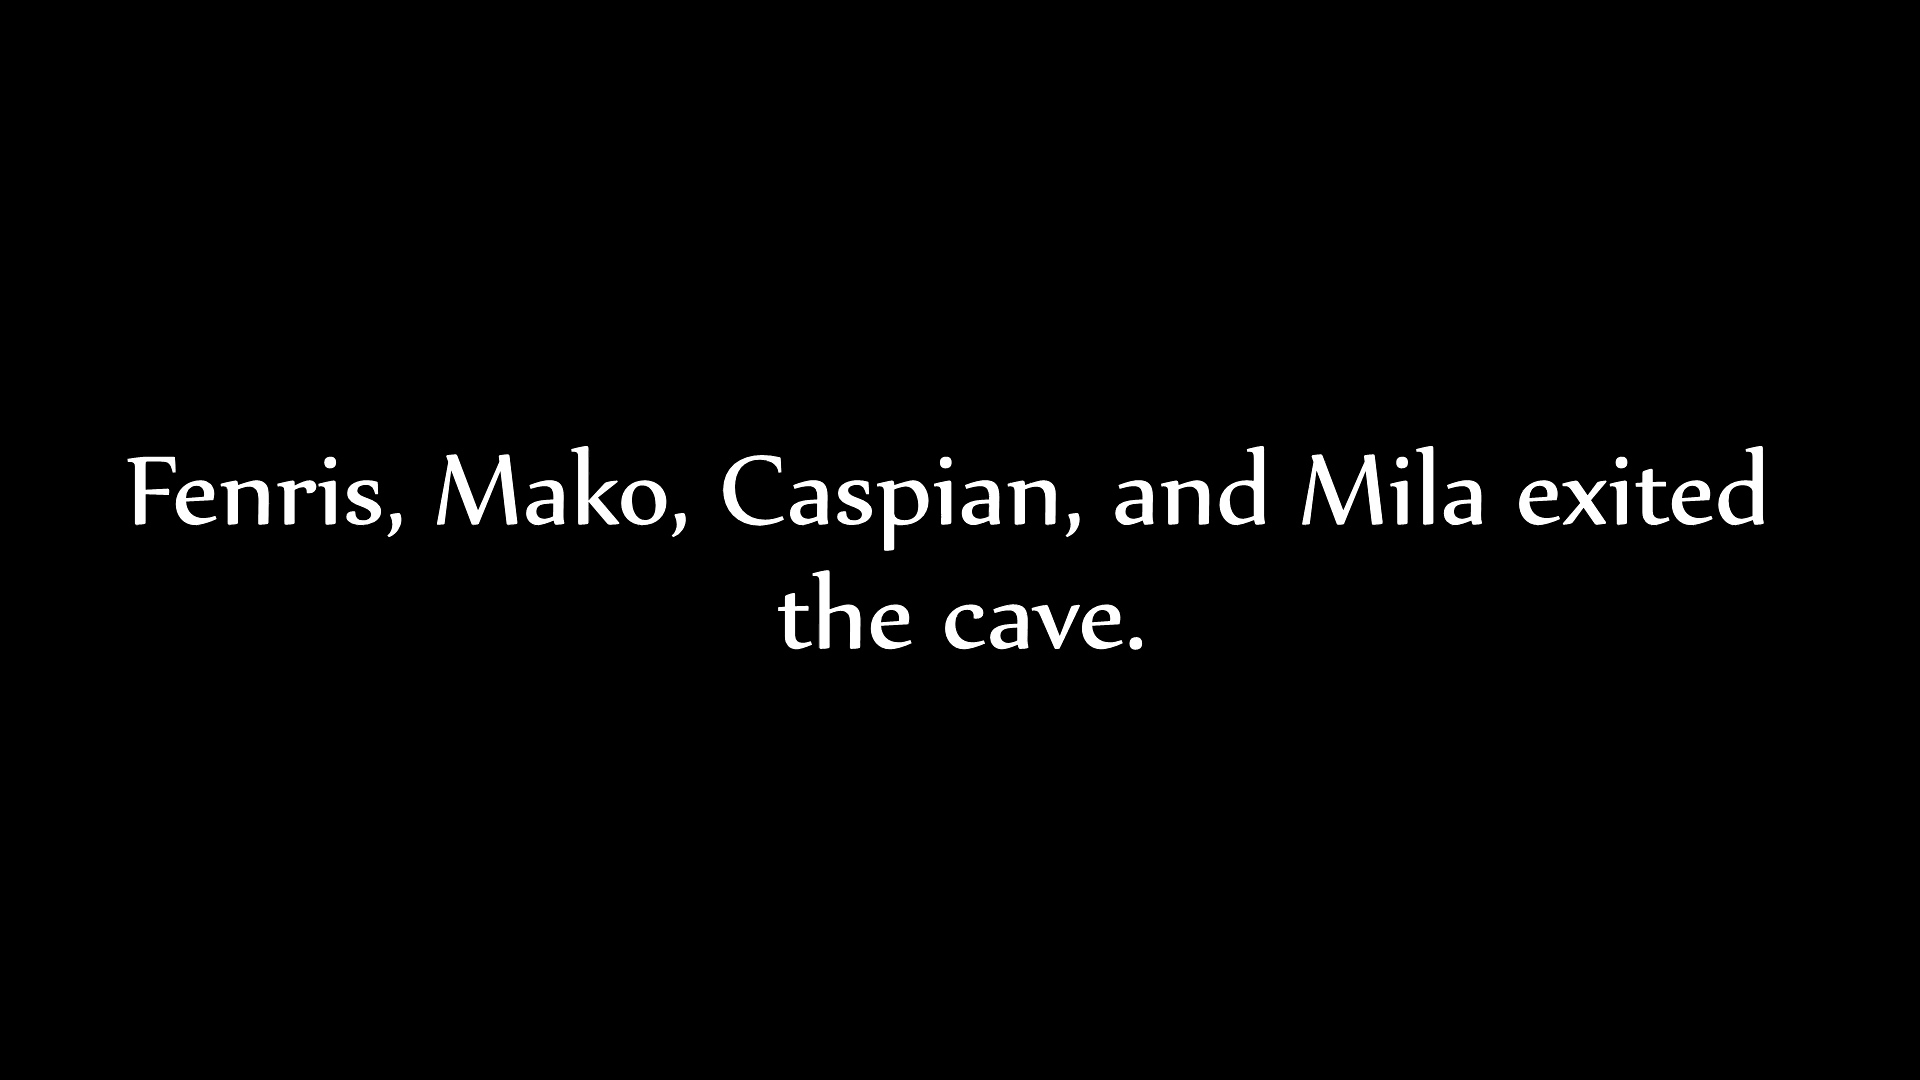 Fenris, Mako, Caspian, and Mila exited
the cave.